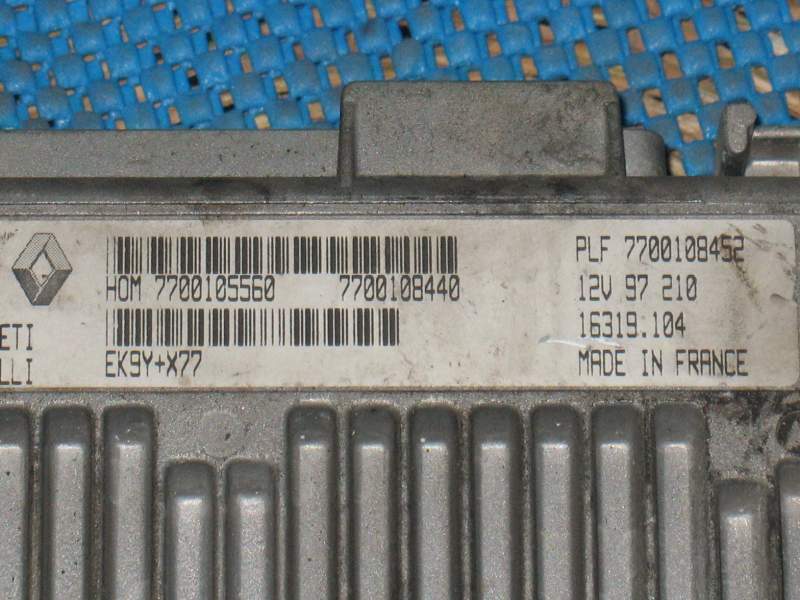 HOM 7700105560 7700108440
EK9Y+X77
ETI
LLI
PLF 7700108452
12V 97 210
16319.104
MADE IN FRANCE